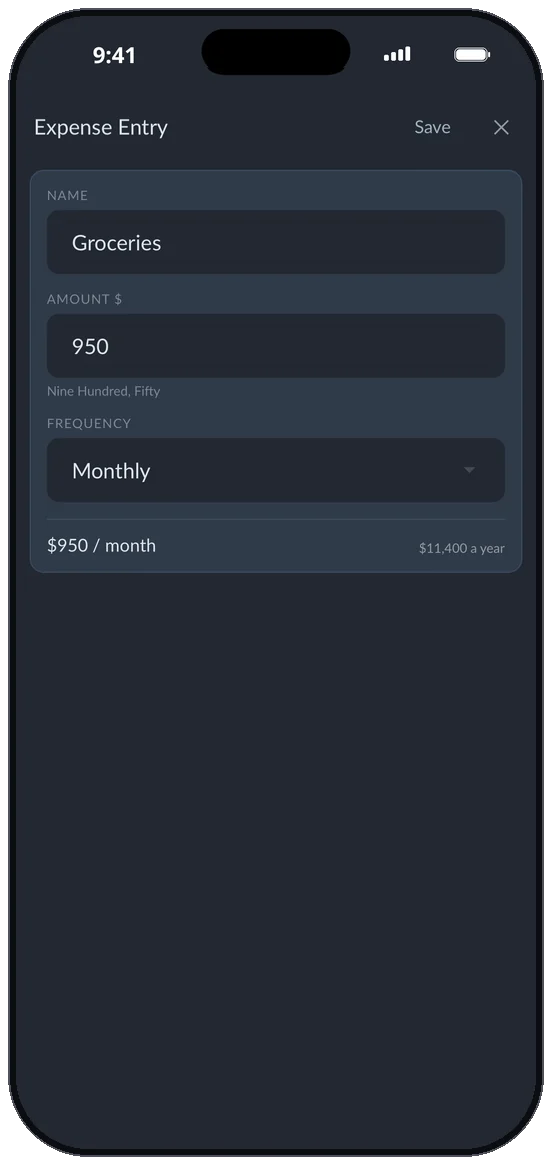 9:41
Expense Entry Save
NAME
Groceries
AMOUNT $
950
Nine Hundred, Fifty
FREQUENCY
Monthly
$950 / month $11,400 a year